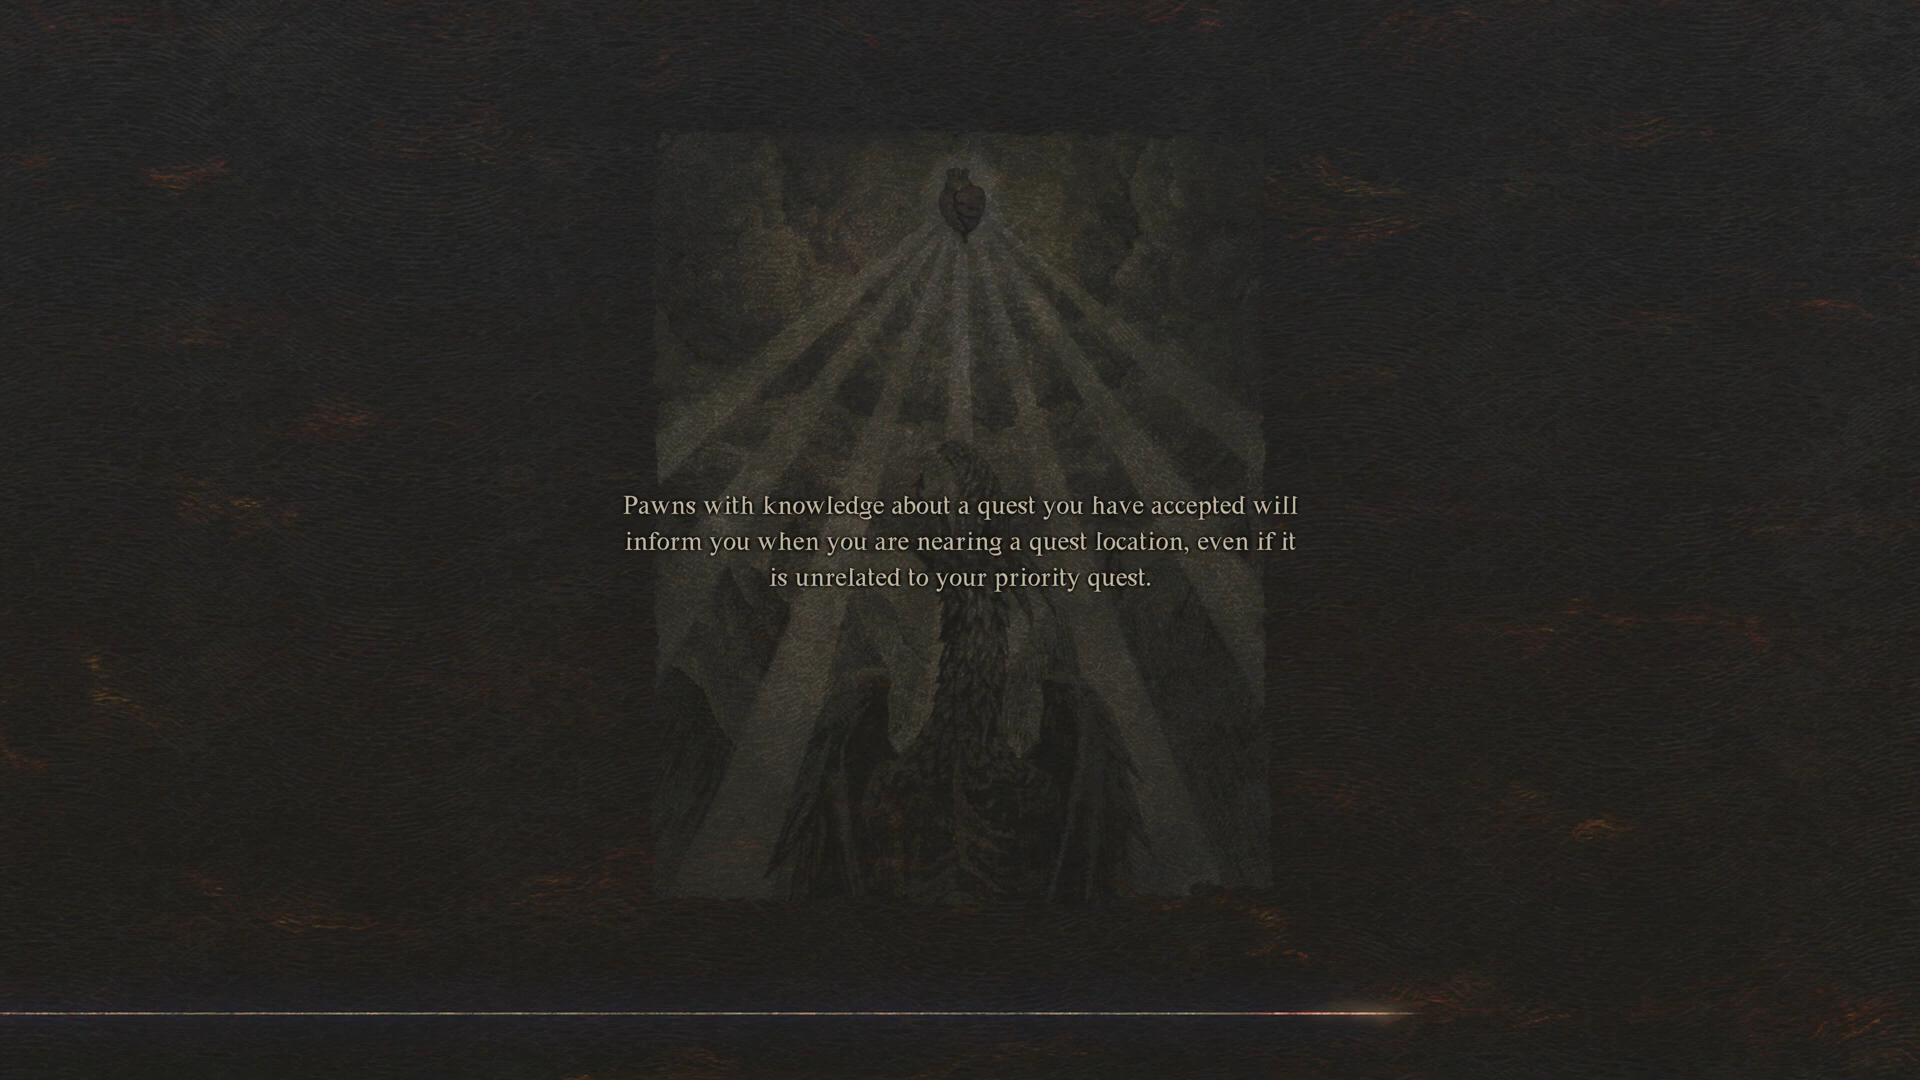 Pawns with knowledge about a quest you have accepted will
inform you when you are nearing a quest location, even if it
is unrelated to your priority quest.